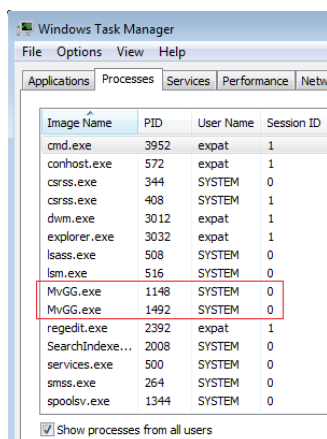 Windows Task Manager
File Options View Help
Applications Processes Services Performance Netw
Image Name PID User Name Session ID
cmd.exe 3952 expat 1
conhost.exe 572 expat 1
csrss.exe 344 SYSTEM 0
csrss.exe 408 SYSTEM 1
dwm.exe 3012 expat 1
explorer.exe 3032 expat 1
lsass.exe 508 SYSTEM 0
lsm.exe 516 SYSTEM 0
MvGG.exe 1148 SYSTEM 0
MvGG.exe 1492 SYSTEM 0
regedit.exe 2392 expat 1
SearchIndexe... 2008 SYSTEM 0
services.exe 500 SYSTEM 0
smss.exe 264 SYSTEM 0
spoolsv.exe 1344 SYSTEM 0
Show processes from all users